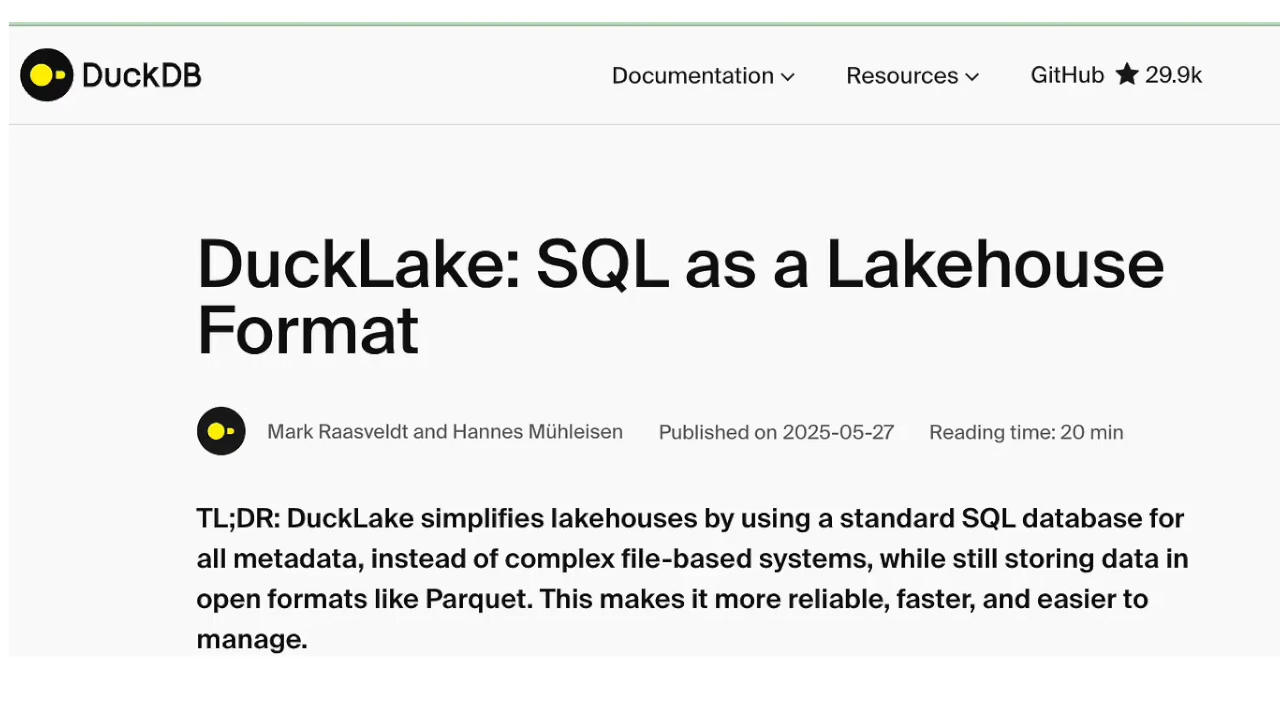 DuckDB
Documentation
Resources
GitHub ★ 29.9k
DuckLake: SQL as a Lakehouse
Format
Mark Raasveldt and Hannes Mühleisen
Published on 2025-05-27
Reading time: 20 min
TL;DR: DuckLake simplifies lakehouses by using a standard SQL database for
all metadata, instead of complex file-based systems, while still storing data in
open formats like Parquet. This makes it more reliable, faster, and easier to
manage.